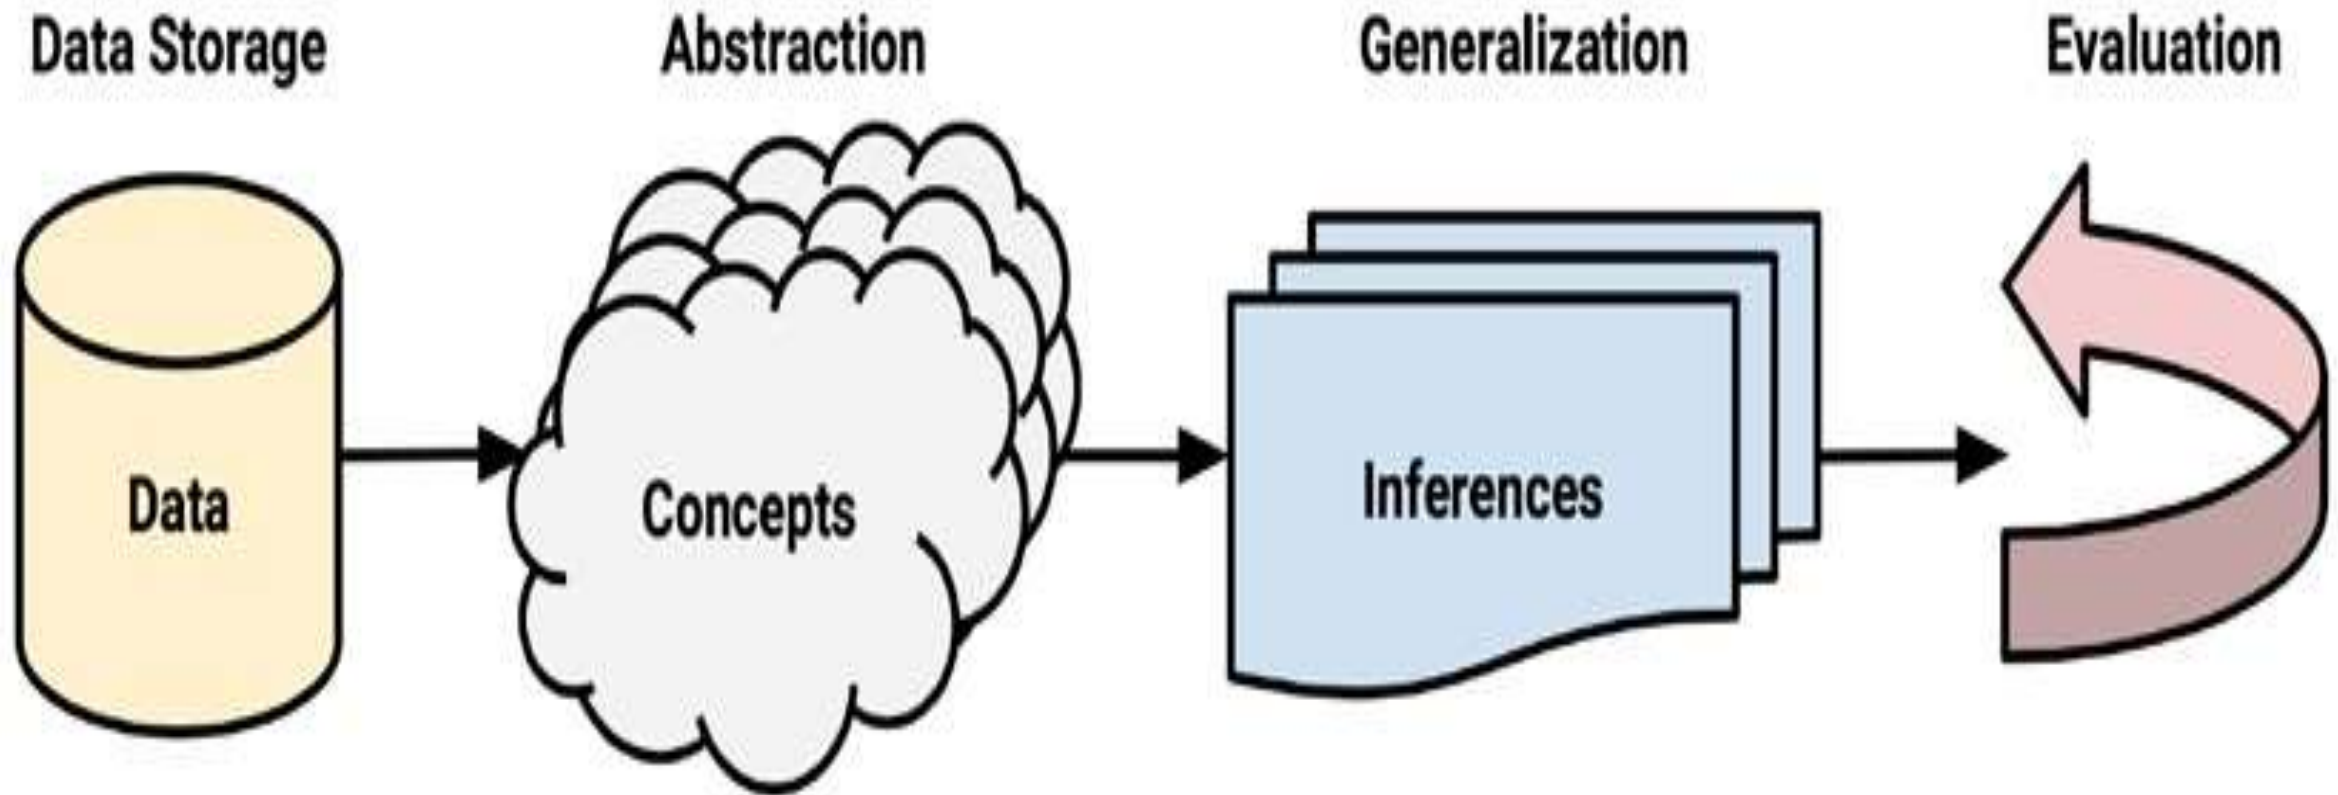 Data Storage
Abstraction
Generalization
Evaluation
Data
Concepts
Inferences